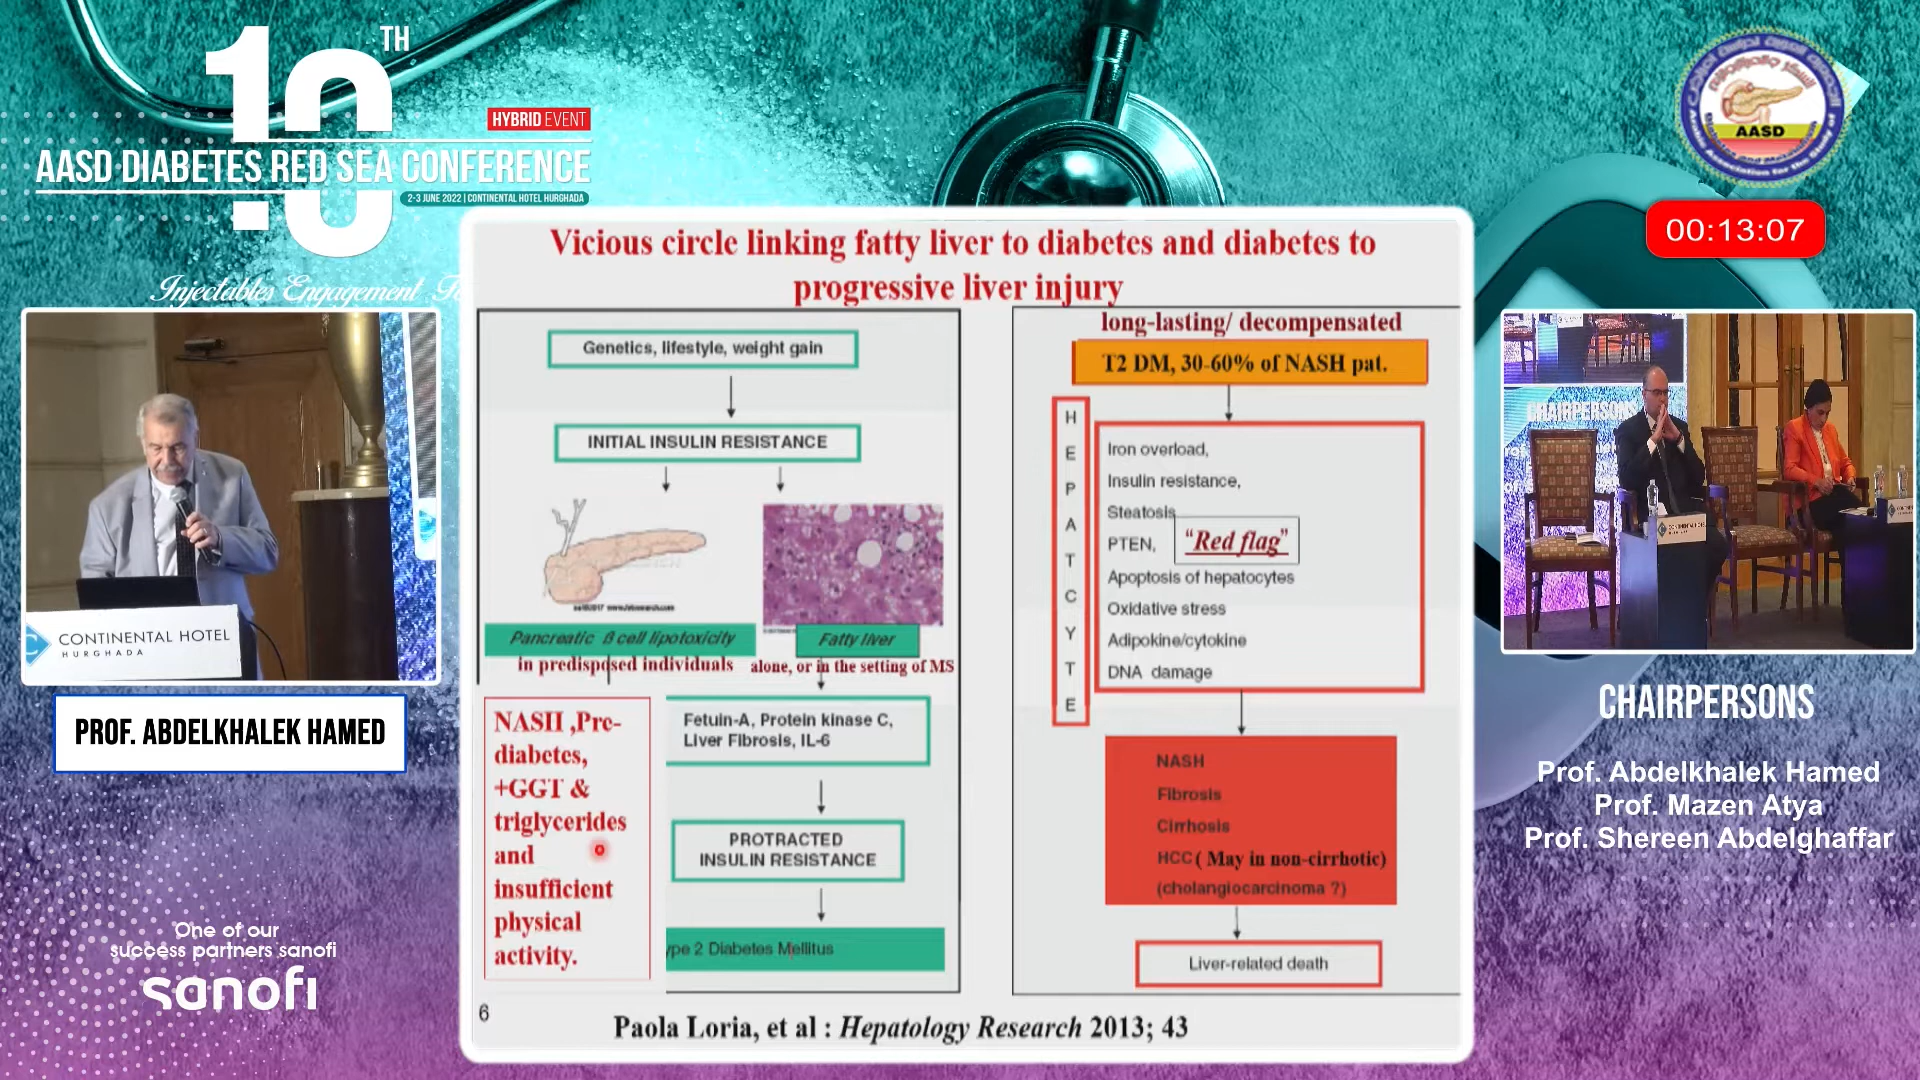 10TH
HYBRID EVENT
AASD DIABETES RED SEA CONFERENCE
2-3 JUNE 2022 | CONTINENTAL HOTEL HURGHADA
Injectables Engagement
CONTINENTAL HOTEL
HURGHADA
PROF. ABDELKHALEK HAMED
One of our
success partners sanofi
sanofi
Vicious circle linking fatty liver to diabetes and diabetes to
progressive liver injury
Genetics, lifestyle, weight gain
INITIAL INSULIN RESISTANCE
Pancreatic β cell lipotoxicity
in predisposed individuals
Fatty liver
alone, or in the setting of MS
NASH ,Pre-
diabetes,
+GGT &
triglycerides
and
insufficient
physical
activity.
Fetuin-A, Protein kinase C,
Liver Fibrosis, IL-6
PROTRACTED
INSULIN RESISTANCE
ype 2 Diabetes Mellitus
long-lasting/ decompensated
T2 DM, 30-60% of NASH pat.
HEPATCYTE
Iron overload,
Insulin resistance,
Steatosis
PTEN,
"Red flag"
Apoptosis of hepatocytes
Oxidative stress
Adipokine/cytokine
DNA damage
NASH
Fibrosis
Cirrhosis
HCC ( May in non-cirrhotic)
(cholangiocarcinoma ?)
Liver-related death
6
Paola Loria, et al : Hepatology Research 2013; 43
AASD
00:13:07
CHAIRPERSONS
CONTINENTAL HOTEL
CHAIRPERSONS
Prof. Abdelkhalek Hamed
Prof. Mazen Atya
Prof. Shereen Abdelghaffar